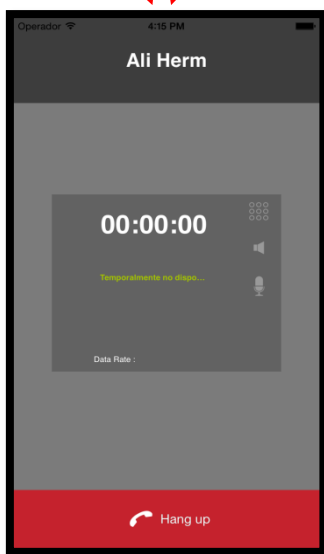 Operador 4:15 PM
Ali Herm
00:00:00
Temporalmente no dispo...
Data Rate :
Hang up